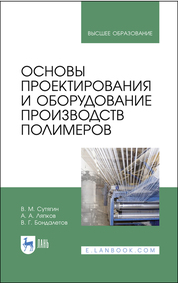 ВЫСШЕЕ ОБРАЗОВАНИЕ
ОСНОВЫ
ПРОЕКТИРОВАНИЯ
И ОБОРУДОВАНИЕ
ПРОИЗВОДСТВ
ПОЛИМЕРОВ
В. М. Сутягин
А. А. Ляпков
В. Г. Бондалетов
ЛАНЬ
E.LANBOOK.COM